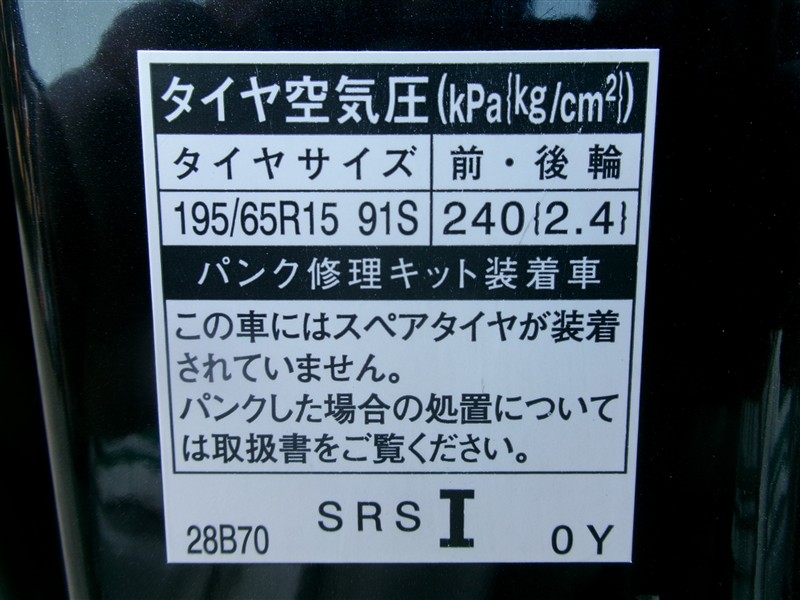 タイヤ空気圧(kPa{kg/cm²})
タイヤサイズ 前・後輪
195/65R15 91S 240{2.4}
パンク修理キット装着車
この車にはスペアタイヤが装着
されていません。
パンクした場合の処置について
は取扱書をご覧ください。
28B70 SRS I 0Y